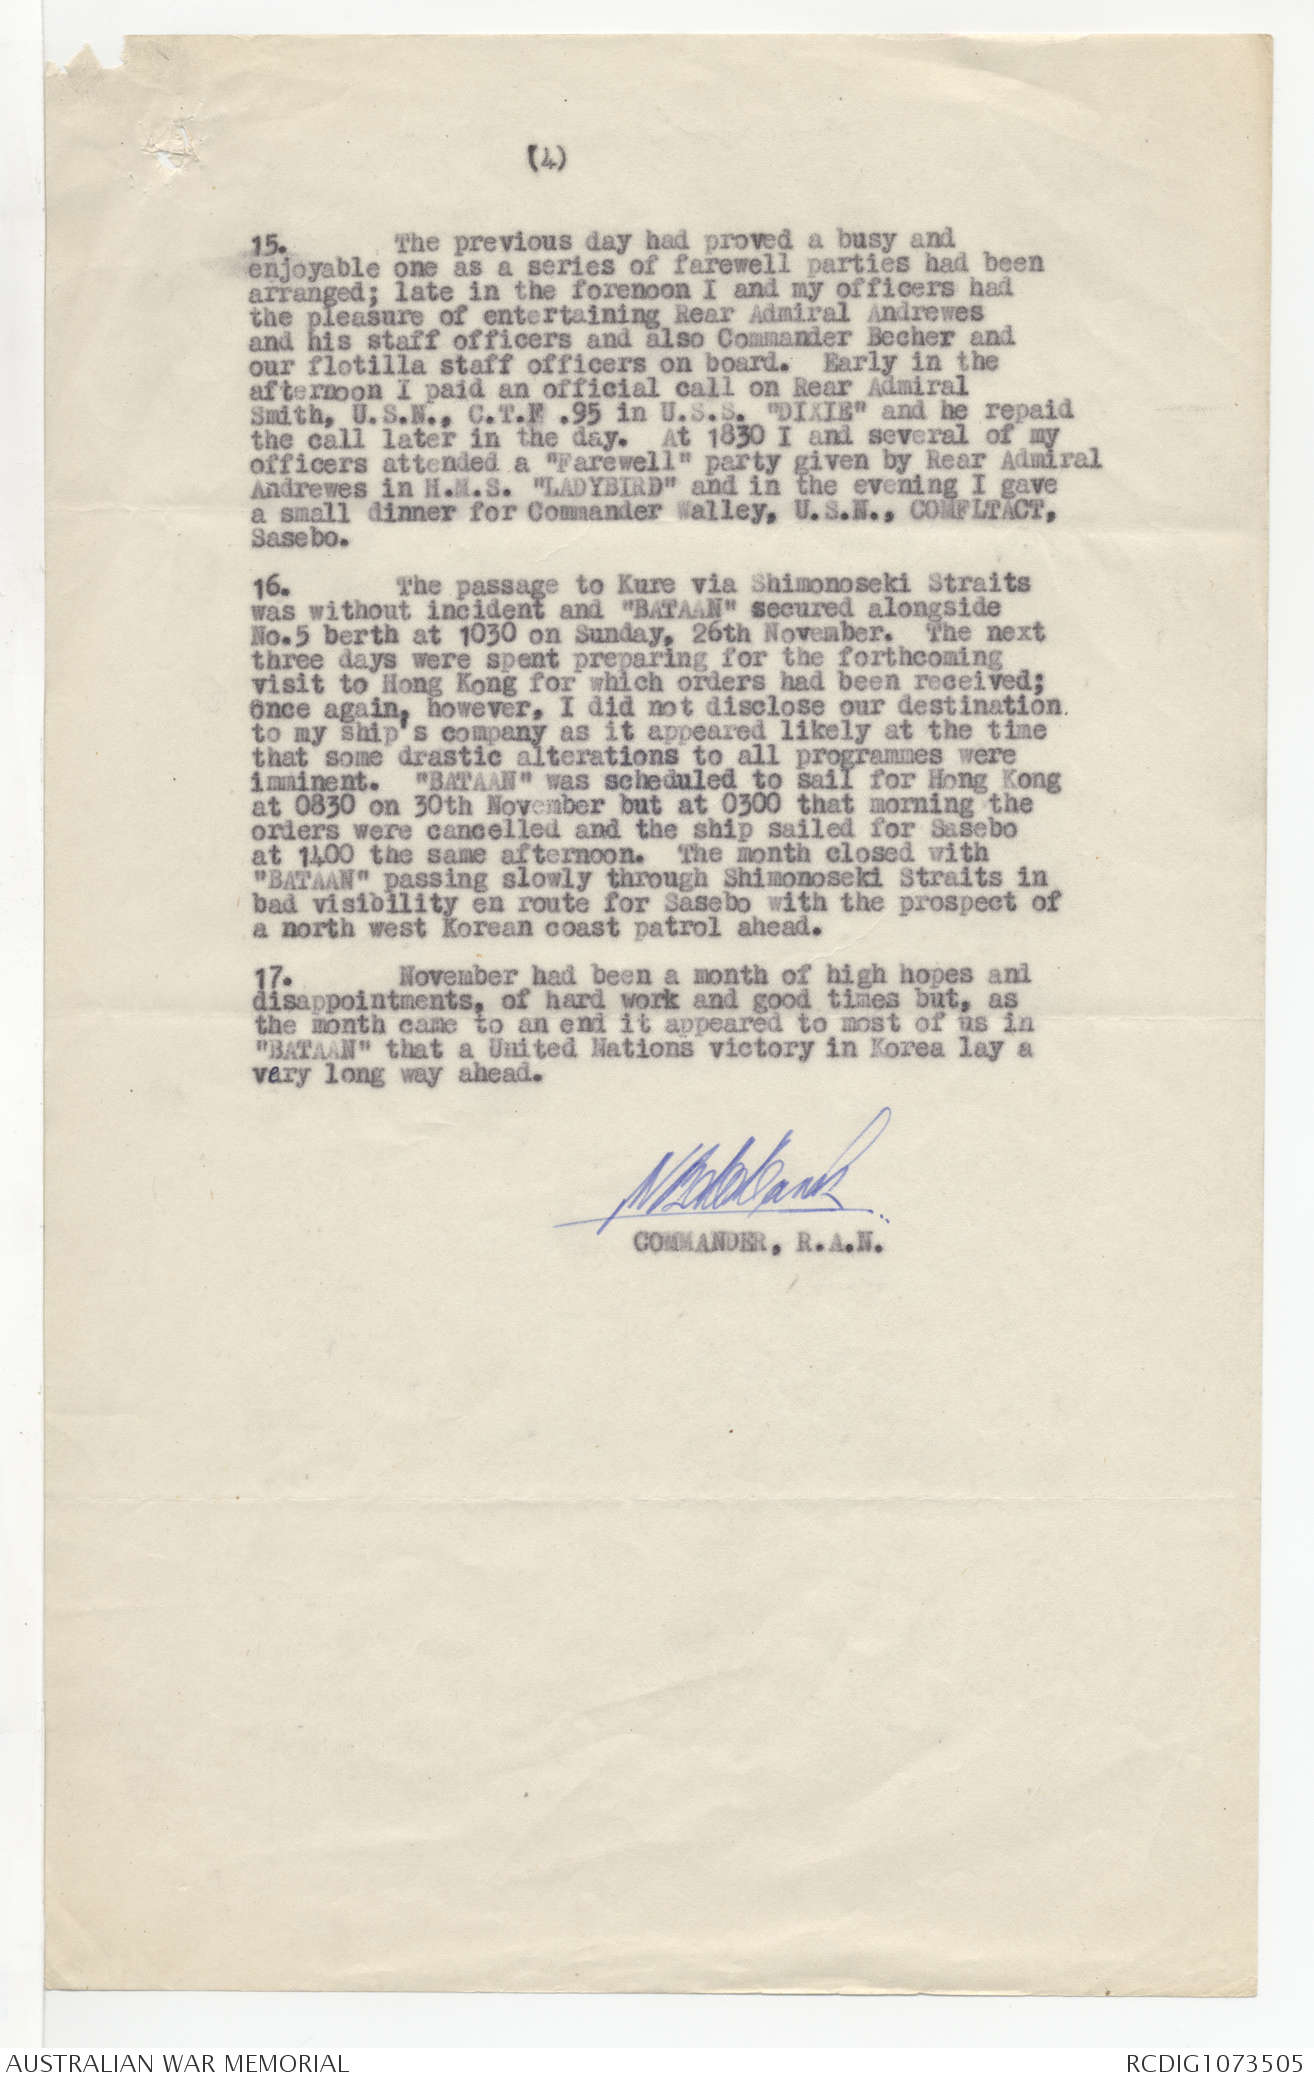 (4)
15. The previous day had proved a busy and
enjoyable one as a series of farewell parties had been
arranged; late in the forenoon I and my officers had
the pleasure of entertaining Rear Admiral Andrewes
and his staff officers and also Commander Becher and
our flotilla staff officers on board. Early in the
afternoon I paid an official call on Rear Admiral
Smith, U.S.N., C.T.F .95 in U.S.S. "DIXIE" and he repaid
the call later in the day. At 1830 I and several of my
officers attended a "Farewell" party given by Rear Admiral
Andrewes in H.M.S. "LADYBIRD" and in the evening I gave
a small dinner for Commander Walley, U.S.N., COMFLTACT,
Sasebo.
16. The passage to Kure via Shimonoseki Straits
was without incident and "BATAAN" secured alongside
No.5 berth at 1030 on Sunday, 26th November. The next
three days were spent preparing for the forthcoming
visit to Hong Kong for which orders had been received;
once again, however, I did not disclose our destination
to my ship's company as it appeared likely at the time
that some drastic alterations to all programmes were
imminent. "BATAAN" was scheduled to sail for Hong Kong
at 0830 on 30th November but at 0300 that morning the
orders were cancelled and the ship sailed for Sasebo
at 1400 the same afternoon. The month closed with
"BATAAN" passing slowly through Shimonoseki Straits in
bad visibility en route for Sasebo with the prospect of
a north west Korean coast patrol ahead.
17. November had been a month of high hopes and
disappointments, of hard work and good times but, as
the month came to an end it appeared to most of us in
"BATAAN" that a United Nations victory in Korea lay a
very long way ahead.
COMMANDER, R.A.N.
AUSTRALIAN WAR MEMORIAL
RCDIG1073505